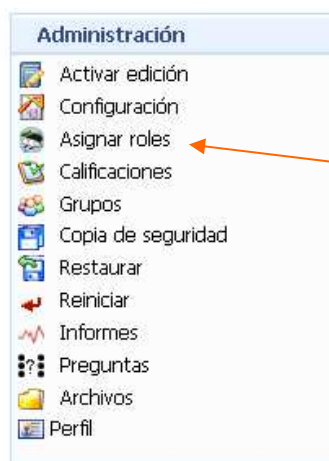 Administración
Activar edición
Configuración
Asignar roles
Calificaciones
Grupos
Copia de seguridad
Restaurar
Reiniciar
Informes
Preguntas
Archivos
Perfil